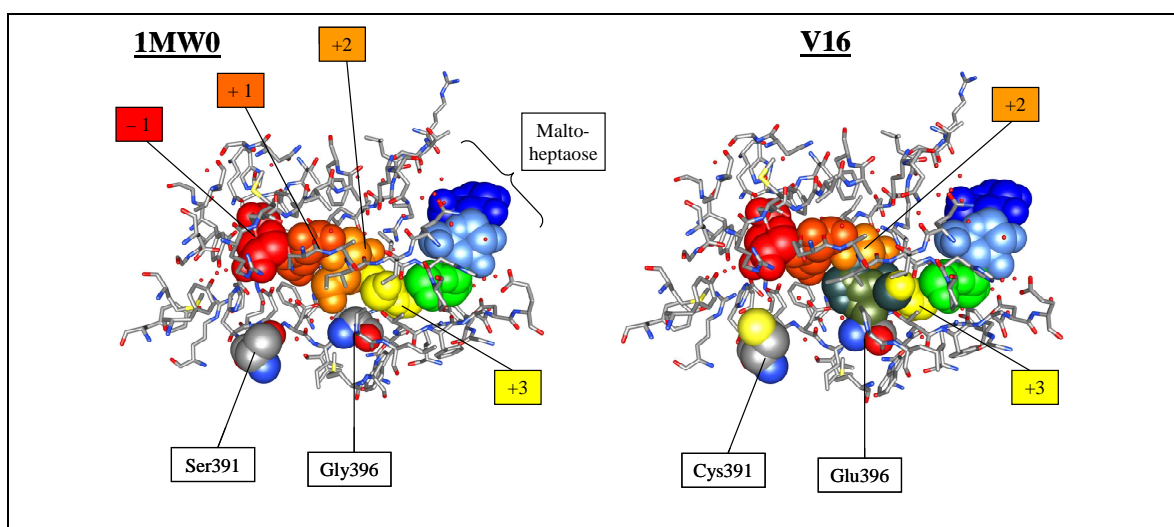 1MW0
+2
+ 1
– 1
Malto-
heptaose
+3
Ser391
Gly396
V16
+2
+3
Cys391
Glu396